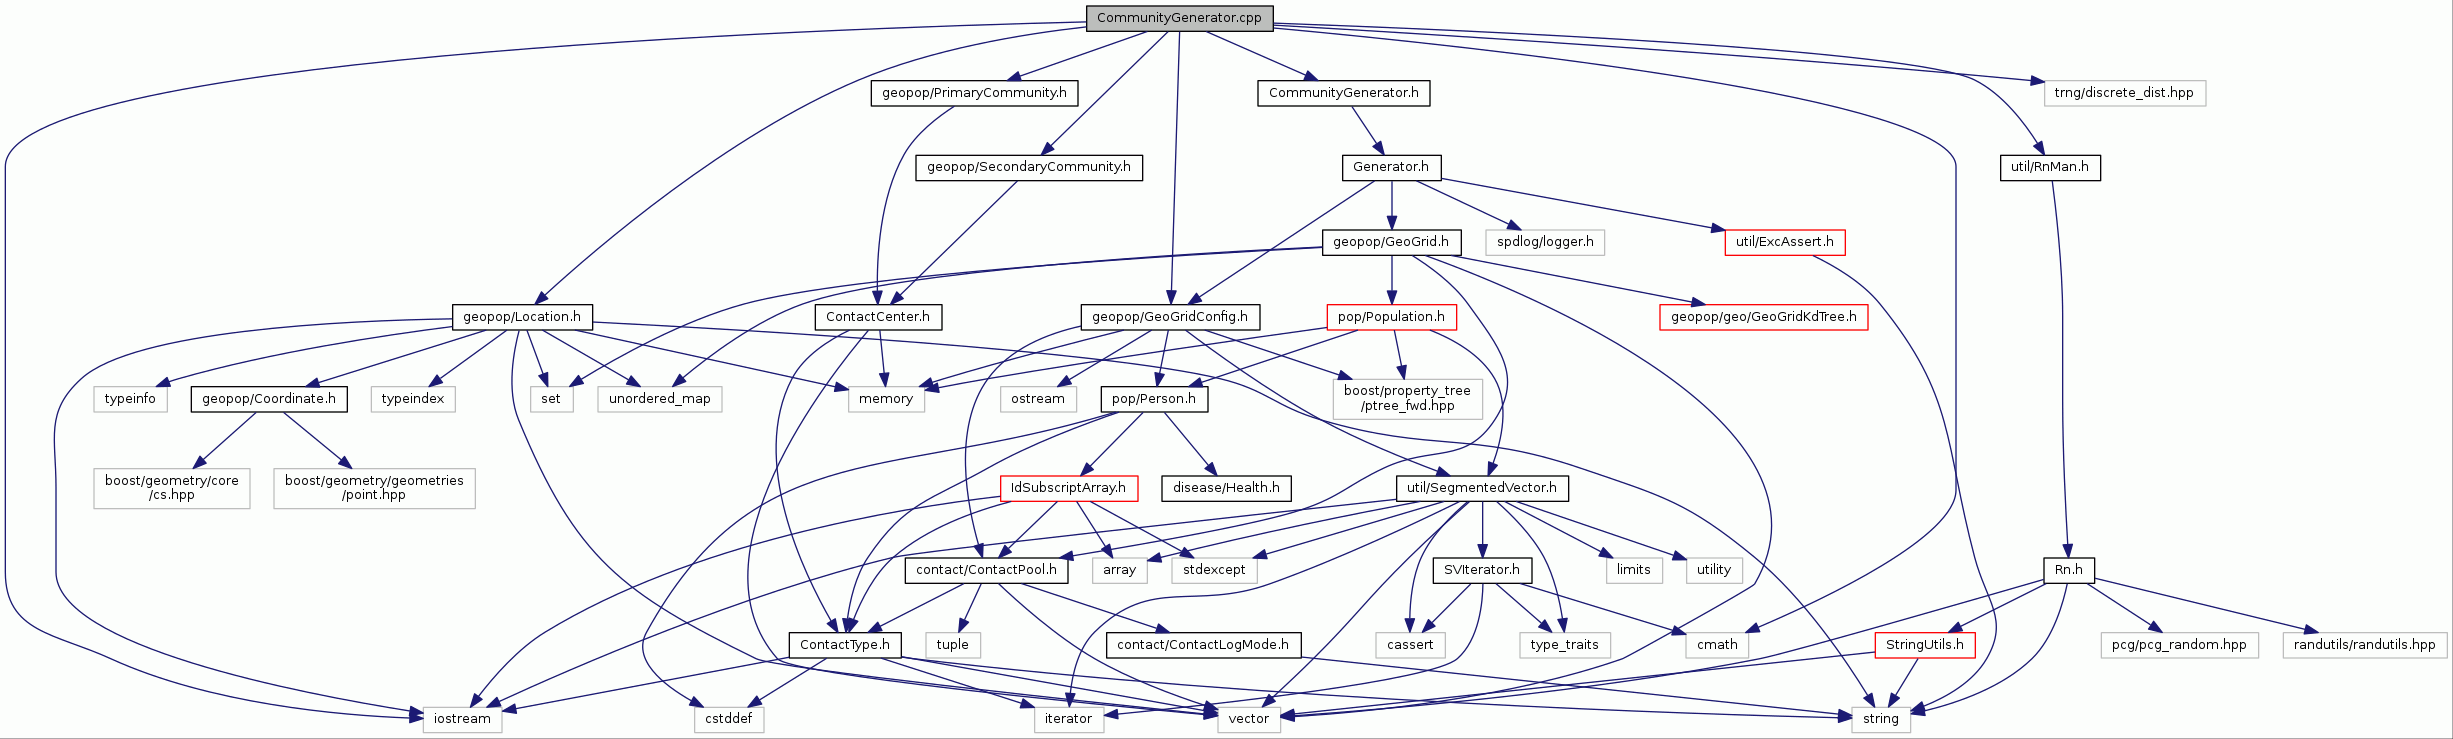 CommunityGenerator.cpp
geopop/PrimaryCommunity.h
CommunityGenerator.h
trng/discrete_dist.hpp
geopop/SecondaryCommunity.h
Generator.h
util/RnMan.h
geopop/GeoGrid.h
spdlog/logger.h
util/ExcAssert.h
geopop/Location.h
ContactCenter.h
geopop/GeoGridConfig.h
pop/Population.h
geopop/geo/GeoGridKdTree.h
typeinfo
geopop/Coordinate.h
typeindex
set
unordered_map
memory
ostream
pop/Person.h
boost/property_tree
/ptree_fwd.hpp
boost/geometry/core
/cs.hpp
boost/geometry/geometries
/point.hpp
IdSubscriptArray.h
disease/Health.h
util/SegmentedVector.h
contact/ContactPool.h
array
stdexcept
SVIterator.h
limits
utility
Rn.h
ContactType.h
tuple
contact/ContactLogMode.h
cassert
type_traits
cmath
StringUtils.h
pcg/pcg_random.hpp
randutils/randutils.hpp
iostream
cstddef
iterator
vector
string